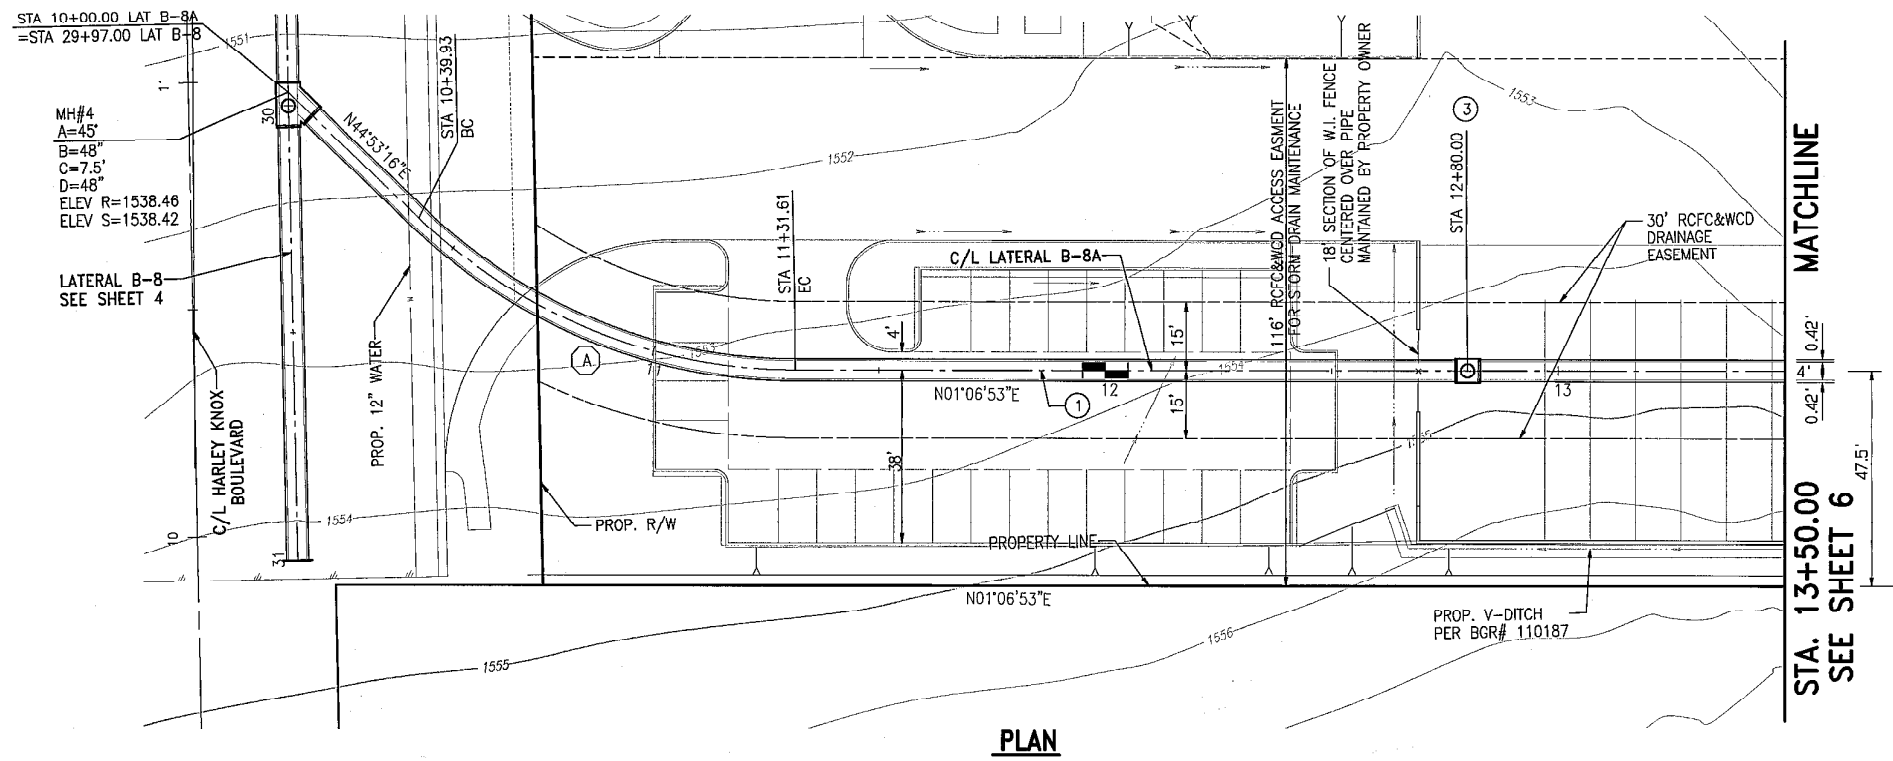 STA 10+00.00 LAT B-8A
=STA 29+97.00 LAT B-8
1551
1'
MH#4
A=45°
B=48"
C=7.5'
D=48"
ELEV R=1538.46
ELEV S=1538.42
30
N44°53'16"E
STA 10+39.93
BC
LATERAL B-8
SEE SHEET 4
PROP. 12" WATER
C/L HARLEY KNOX
BOULEVARD
10
31
1552
STA 11+31.61
EC
C/L LATERAL B-8A
116' RCFC&WCD ACCESS EASMENT
FOR STORM DRAIN MAINTENANCE
18' SECTION OF W.I. FENCE
CENTERED OVER PIPE
MAINTAINED BY PROPERTY OWNER
3
STA 12+80.00
1553
30' RCFC&WCD
DRAINAGE
EASEMENT
MATCHLINE
A
11
1553
4'
15'
1554
12
N01°06'53"E
1
15'
38'
13
0.42'
4'
0.42'
1555
47.5'
1554
PROP. R/W
PROPERTY LINE
N01°06'53"E
PROP. V-DITCH
PER BGR# 110187
1556
1555
STA. 13+50.00
SEE SHEET 6
PLAN